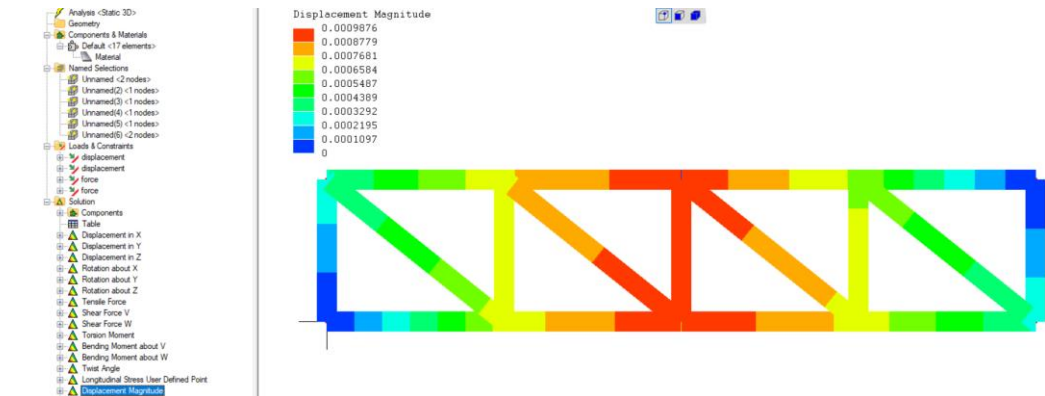 Analysis <Static 3D>
Geometry
Components & Materials
Default <17 elements>
Material
Named Selections
Unnamed <2 nodes>
Unnamed(2) <1 nodes>
Unnamed(3) <1 nodes>
Unnamed(4) <1 nodes>
Unnamed(5) <1 nodes>
Unnamed(6) <2 nodes>
Loads & Constraints
displacement
displacement
force
force
Solution
Components
Table
Displacement in X
Displacement in Y
Displacement in Z
Rotation about X
Rotation about Y
Rotation about Z
Tensile Force
Shear Force V
Shear Force W
Torsion Moment
Bending Moment about V
Bending Moment about W
Twist Angle
Longitudinal Stress User Defined Point
Displacement Magnitude
Displacement Magnitude
0.0009876
0.0008779
0.0007681
0.0006584
0.0005487
0.0004389
0.0003292
0.0002195
0.0001097
0